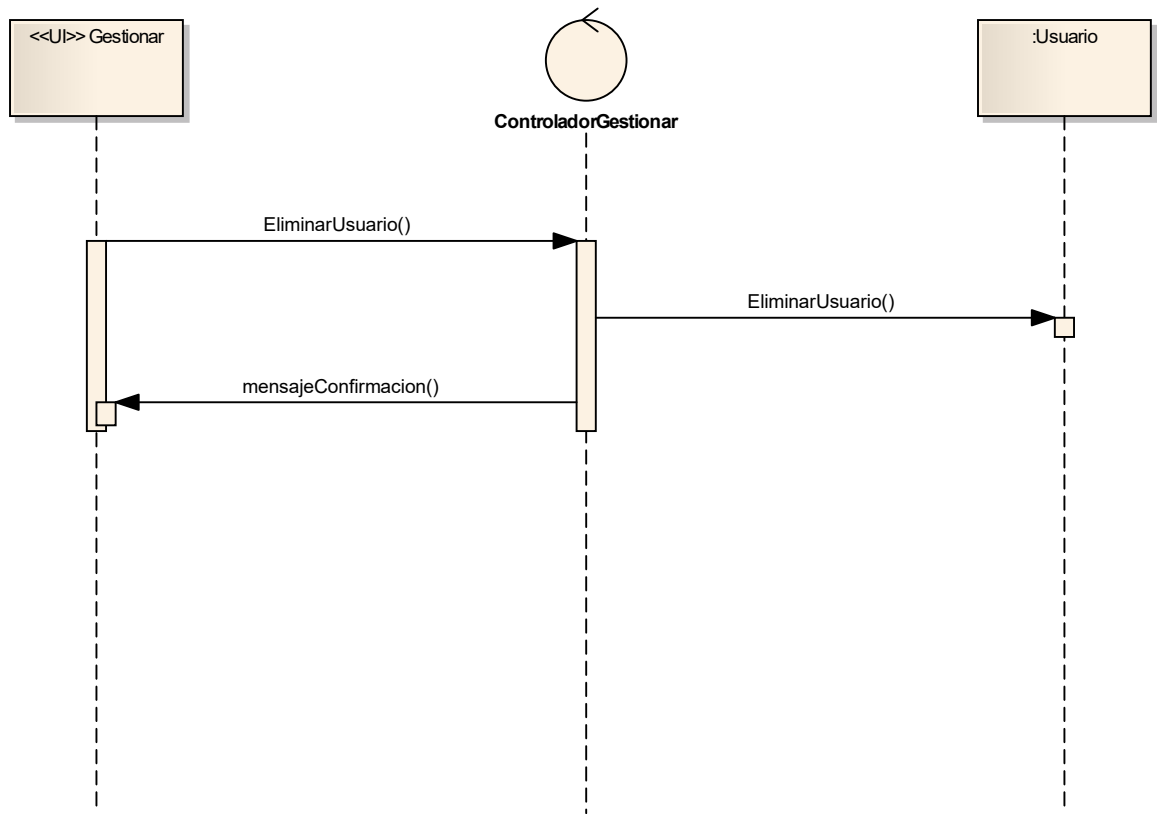 <<UI>> Gestionar
:Usuario
ControladorGestionar
EliminarUsuario()
EliminarUsuario()
mensajeConfirmacion()